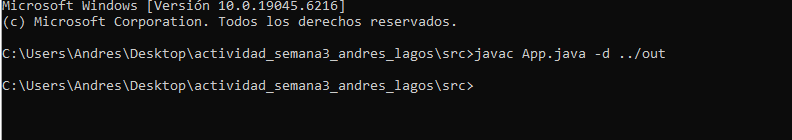 Microsoft Windows [Versión 10.0.19045.6216]
(c) Microsoft Corporation. Todos los derechos reservados.
C:\Users\Andres\Desktop\actividad_semana3_andres_lagos\src>javac App.java -d ../out
C:\Users\Andres\Desktop\actividad_semana3_andres_lagos\src>